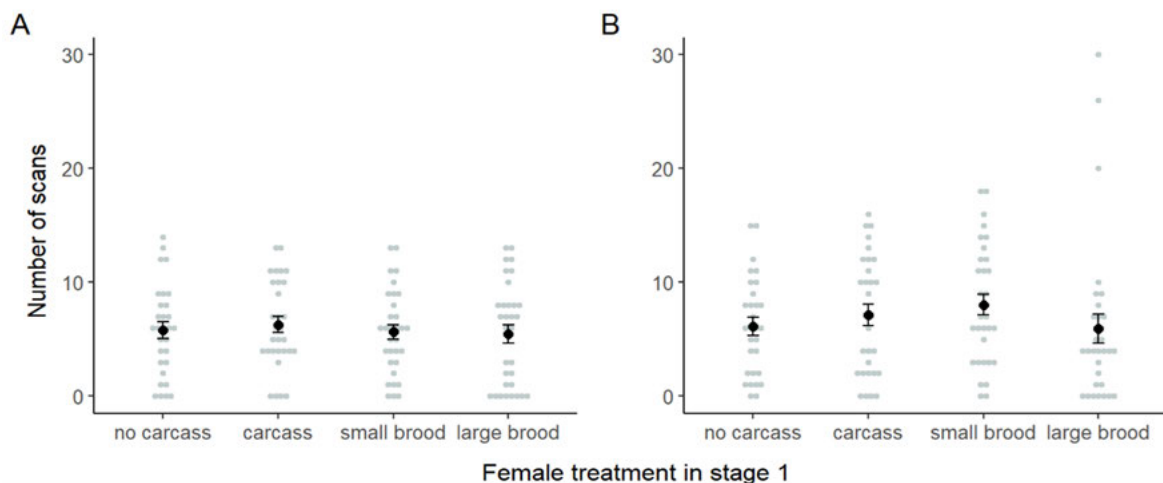 A
B
30
20
10
0
Number of scans
no carcass carcass small brood large brood
30
20
10
0
no carcass carcass small brood large brood
Female treatment in stage 1